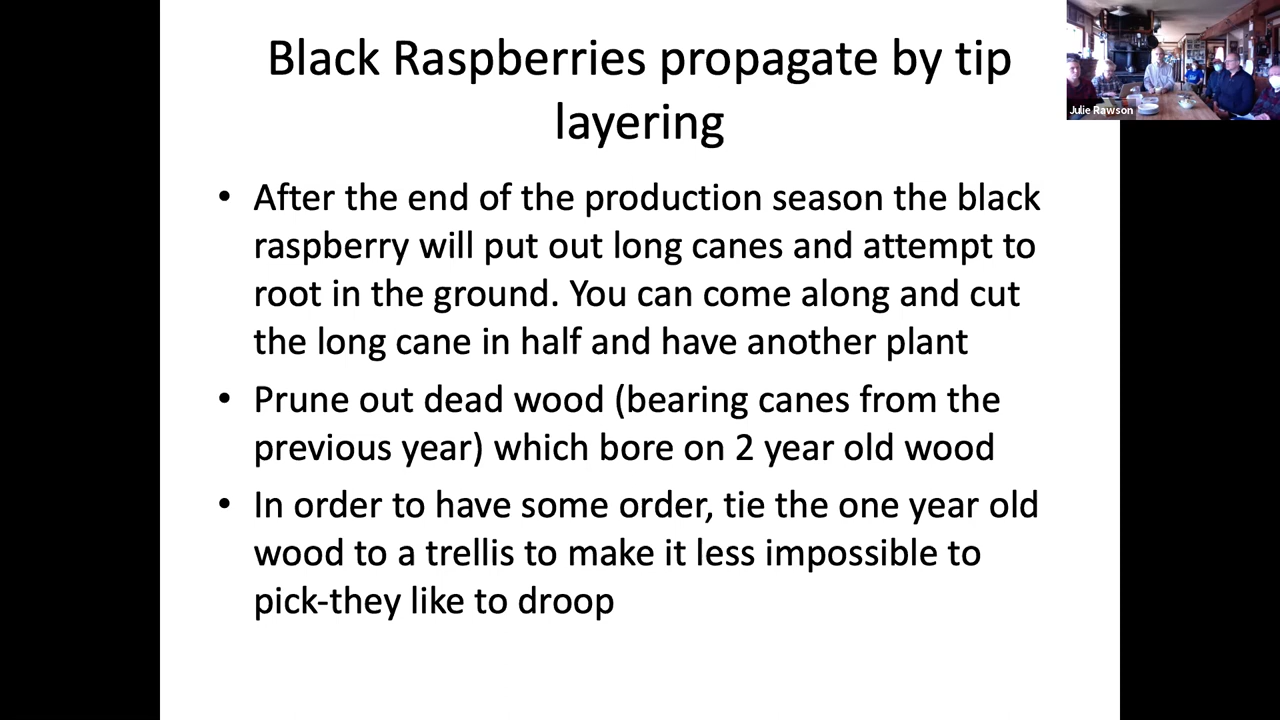 Black Raspberries propagate by tip
layering
Julie Rawson
• After the end of the production season the black
raspberry will put out long canes and attempt to
root in the ground. You can come along and cut
the long cane in half and have another plant
• Prune out dead wood (bearing canes from the
previous year) which bore on 2 year old wood
• In order to have some order, tie the one year old
wood to a trellis to make it less impossible to
pick-they like to droop